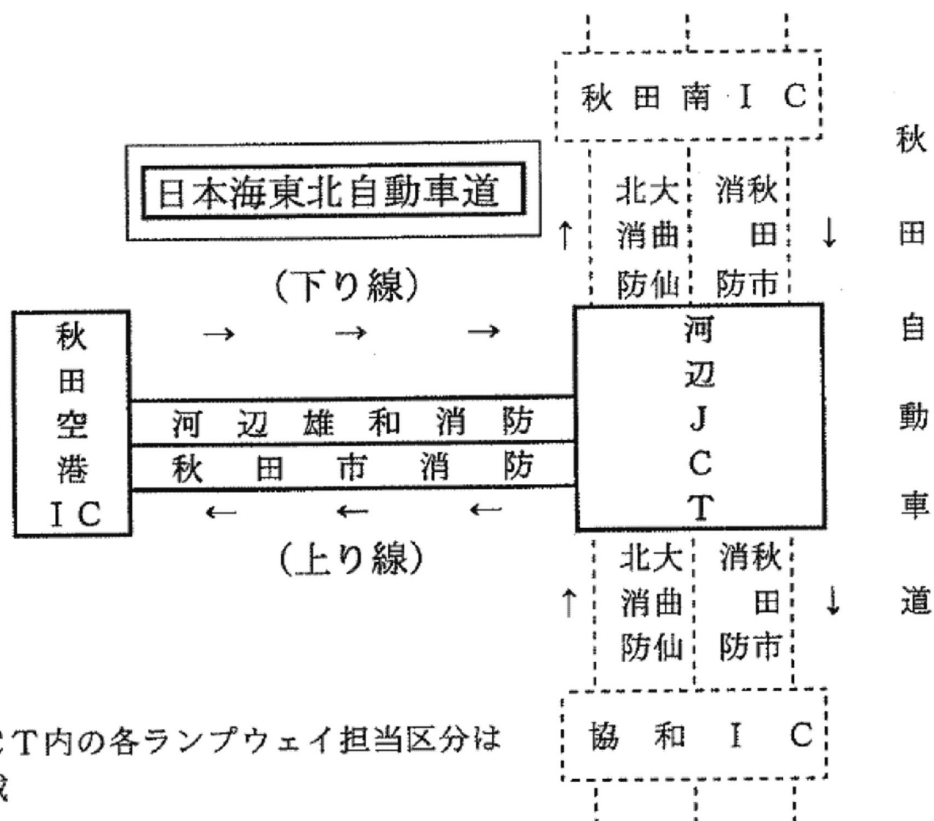 秋田南IC
秋田自動車道
日本海東北自動車道
大曲仙北消防
秋田市消防
↑
↓
(下り線)
→ → →
秋田空港IC
河辺雄和消防
秋田市消防
河辺JCT
← ← ←
(上り線)
大曲仙北消防
秋田市消防
↑
↓
T内の各ランプウェイ担当区分は
協和IC